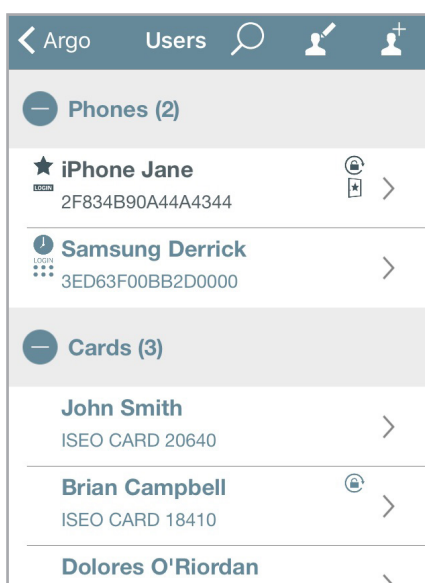 Argo Users
Phones (2)
iPhone Jane
LOGIN
2F834B90A44A4344
Samsung Derrick
LOGIN
3ED63F00BB2D0000
Cards (3)
John Smith
ISEO CARD 20640
Brian Campbell
ISEO CARD 18410
Dolores O'Riordan